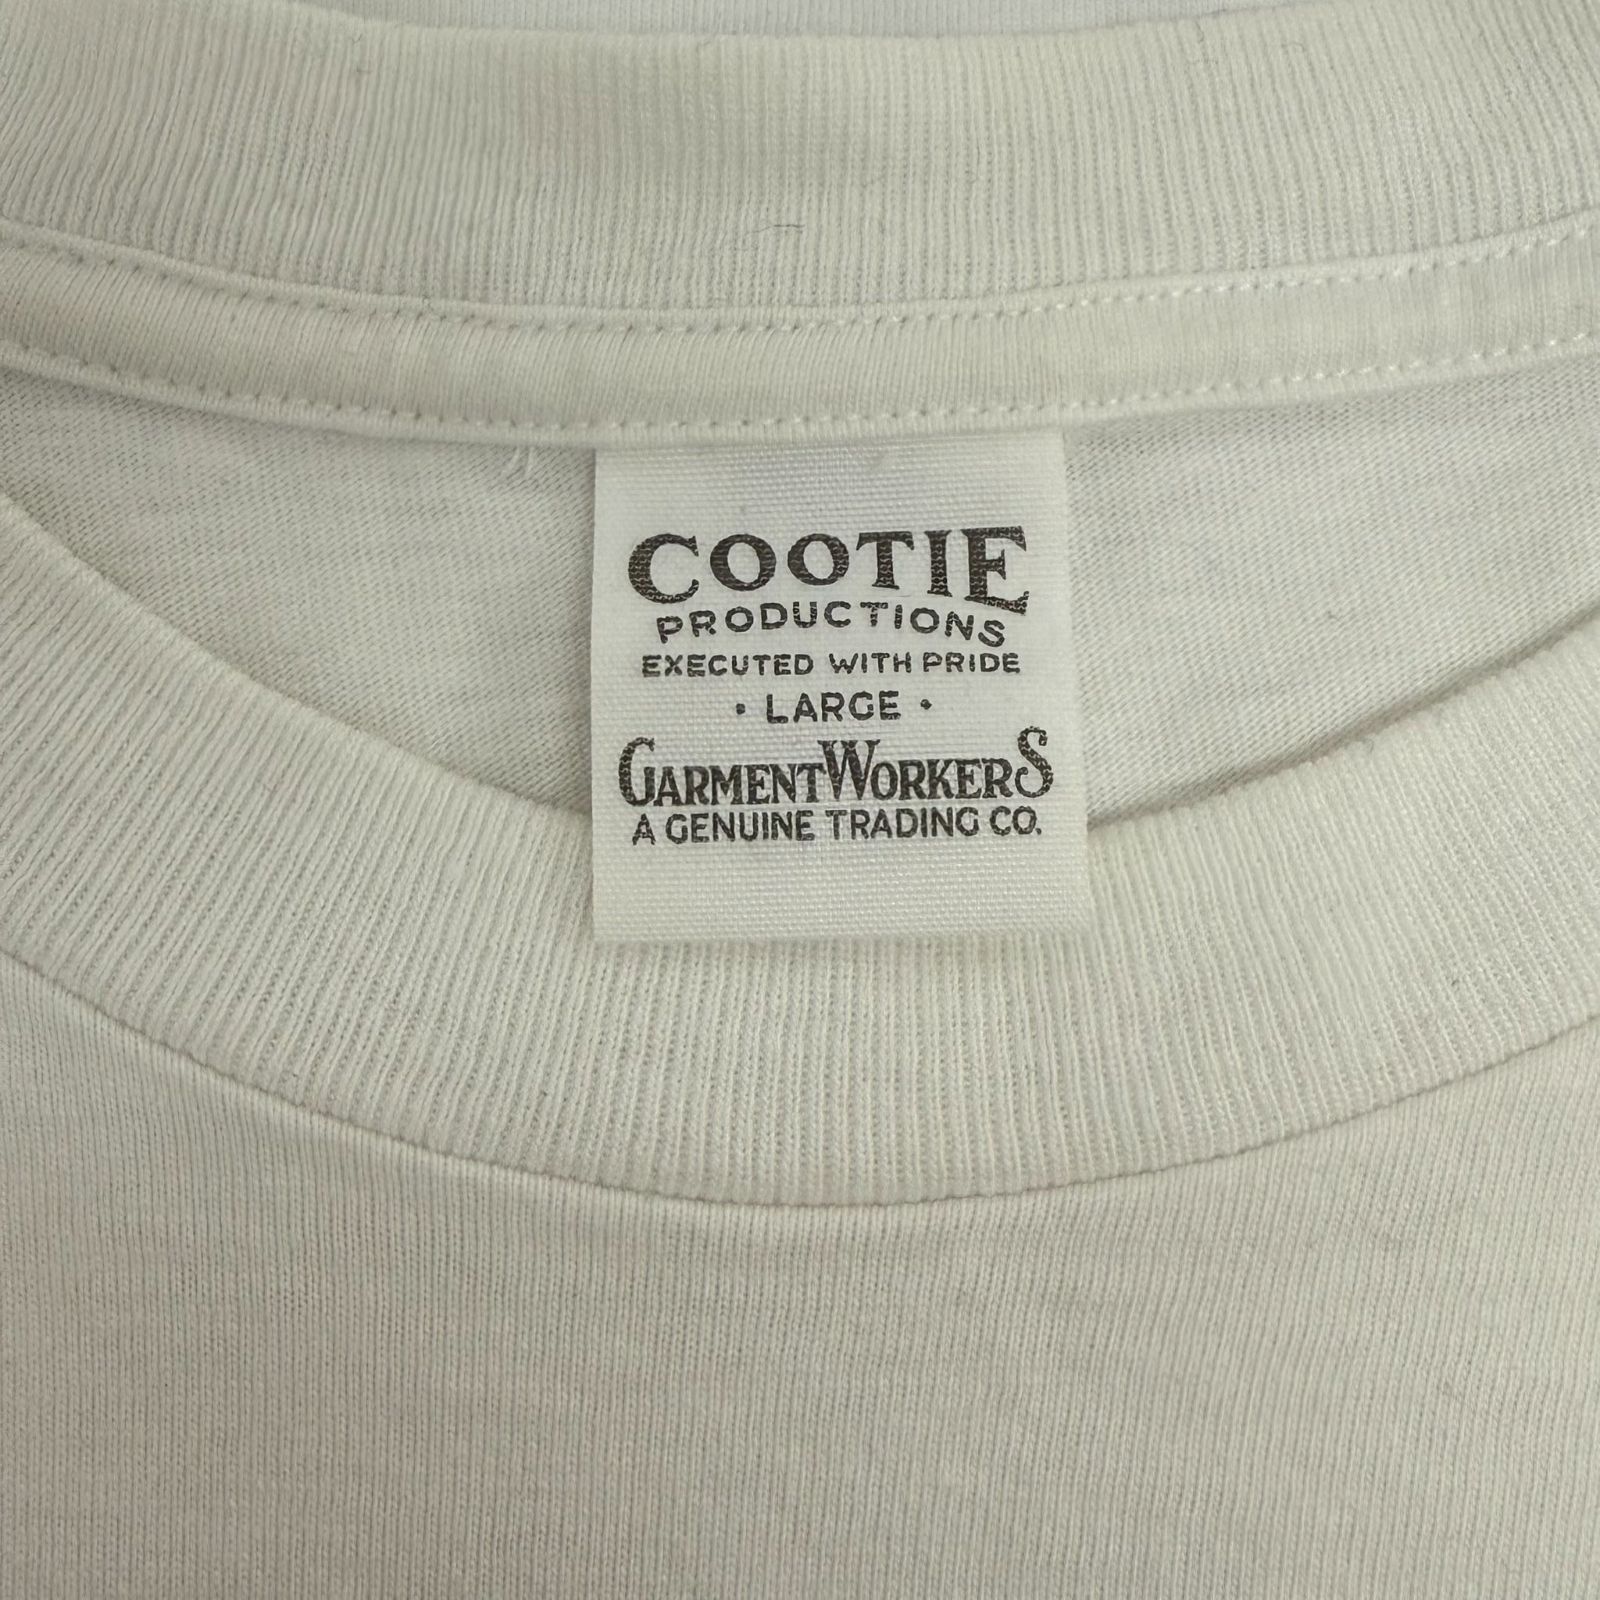 COOTIE
PRODUCTIONS
EXECUTED WITH PRIDE
• LARGE •
GARMENTWORKERS
A GENUINE TRADING CO.